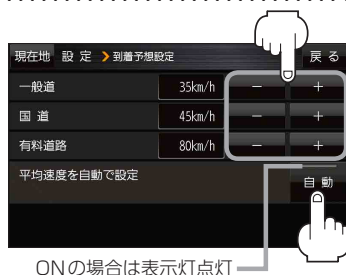 現在地 設 定 到着予想設定 戻 る
一般道 35km/h － ＋
国 道 45km/h － ＋
有料道路 80km/h － ＋
平均速度を自動で設定 自 動
ONの場合は表示灯点灯